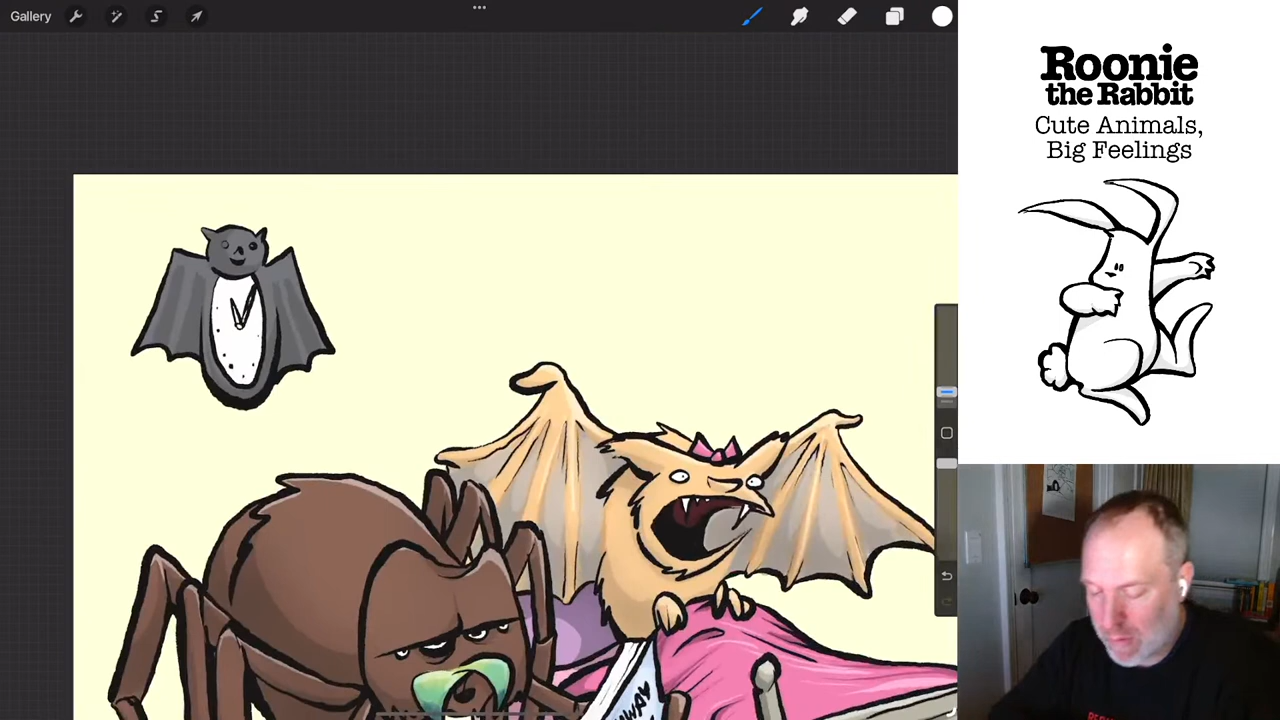 Gallery
Roonie
the Rabbit
Cute Animals,
Big Feelings